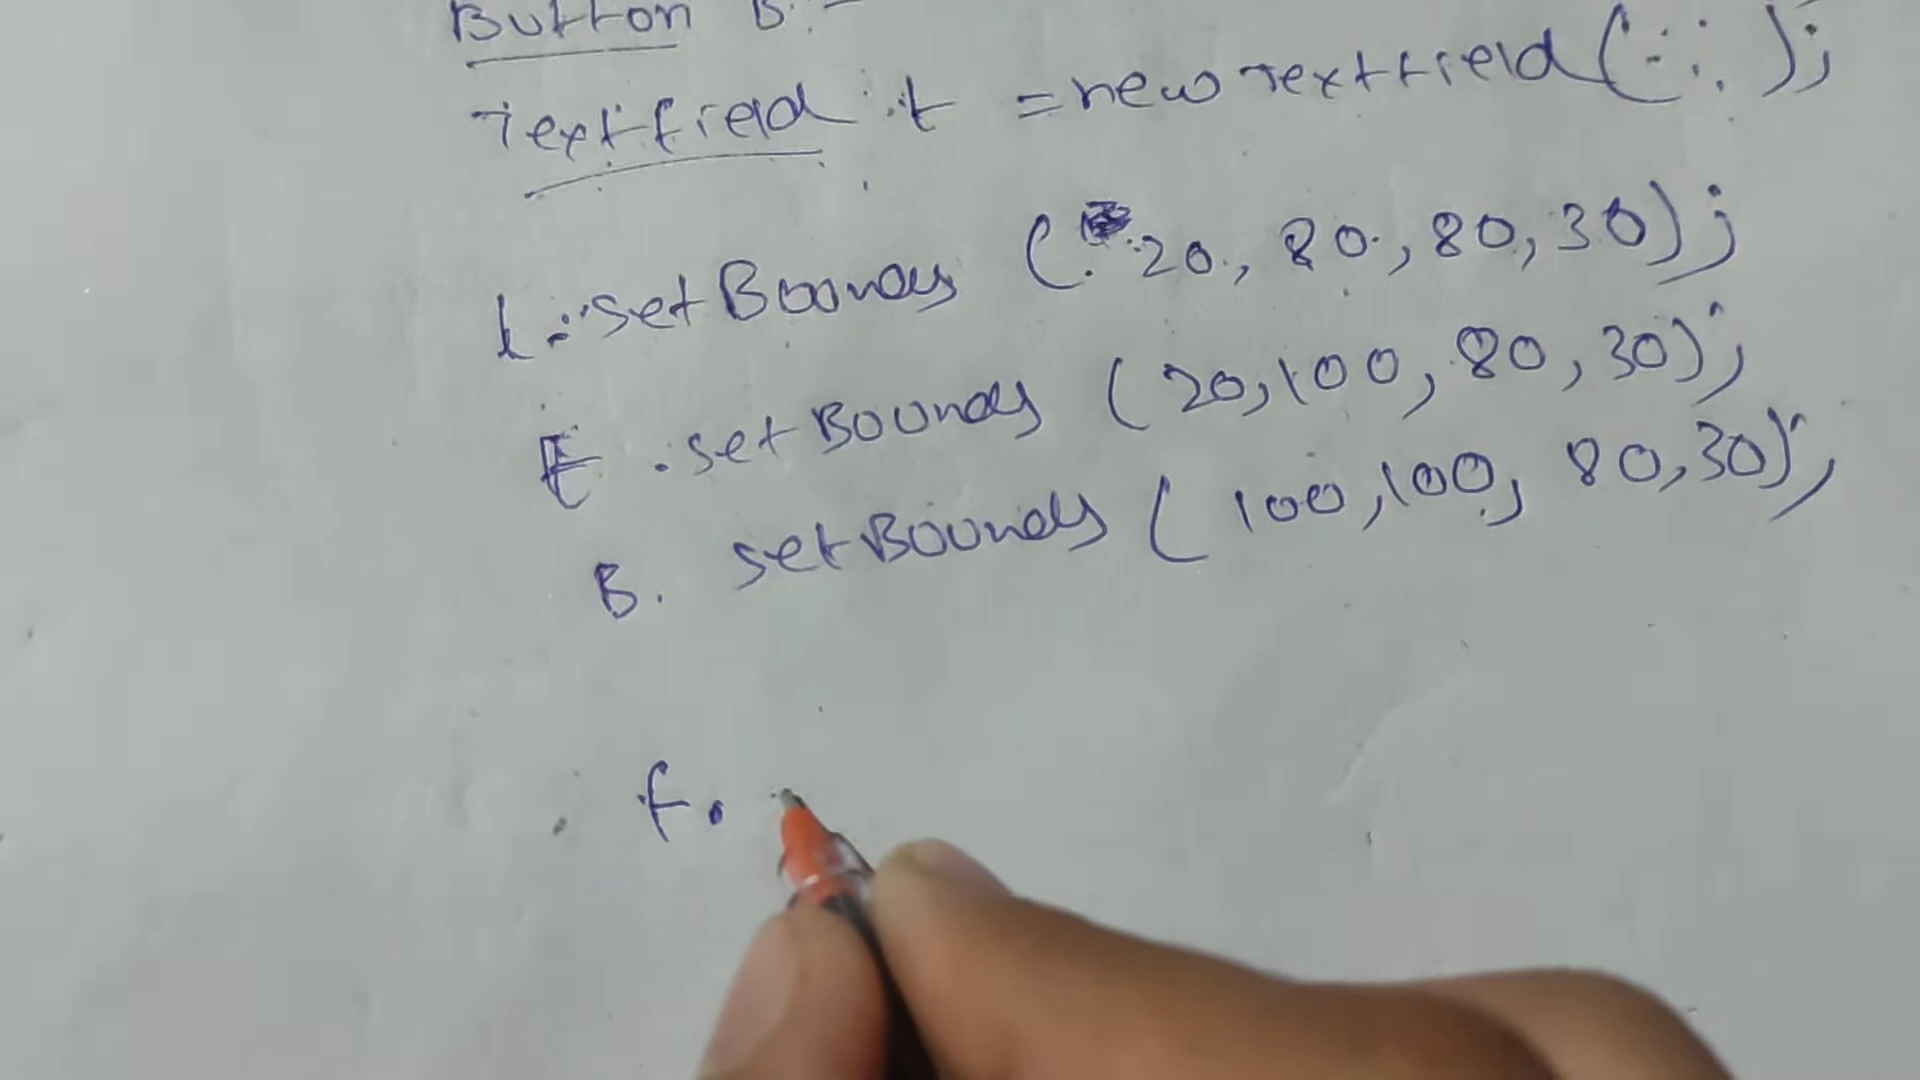 Button B
Textfield t = new Textfield( );
l. setBounds ( 20, 80, 80, 30);
t . setBounds ( 20, 100, 80, 30);
B. setBounds ( 100, 100, 80, 30);
f.